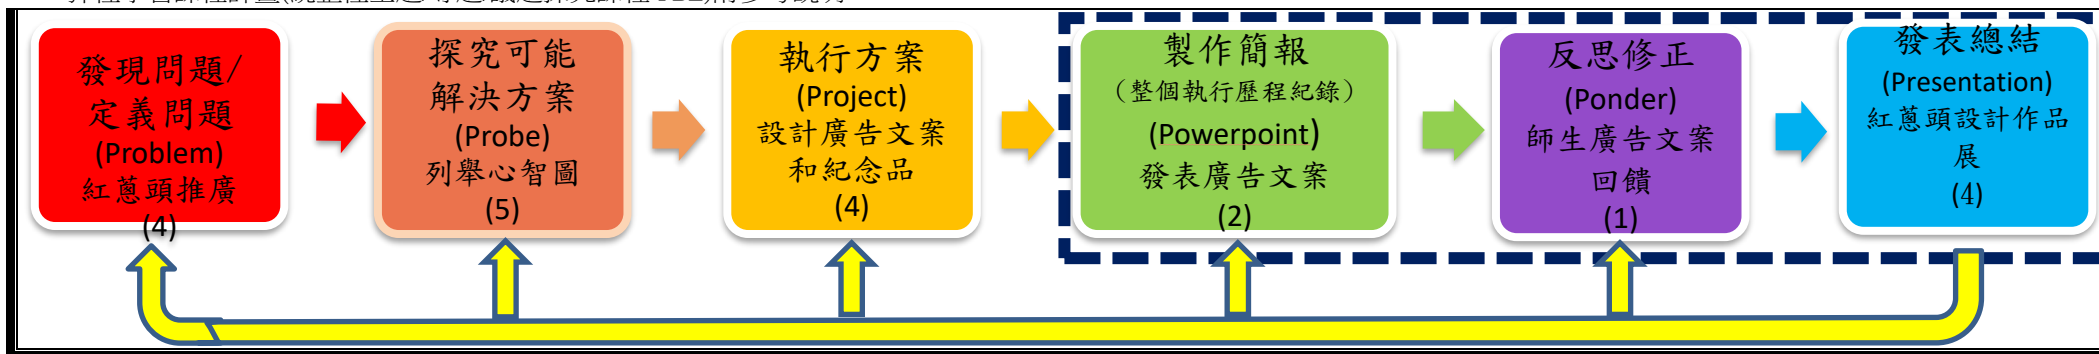 發現問題/
定義問題
(Problem)
紅蔥頭推廣
(4)
探究可能
解決方案
(Probe)
列舉心智圖
(5)
執行方案
(Project)
設計廣告文案
和紀念品
(4)
製作簡報
（整個執行歷程紀錄）
(Powerpoint)
發表廣告文案
(2)
反思修正
(Ponder)
師生廣告文案
回饋
(1)
發表總結
(Presentation)
紅蔥頭設計作品
展
(4)